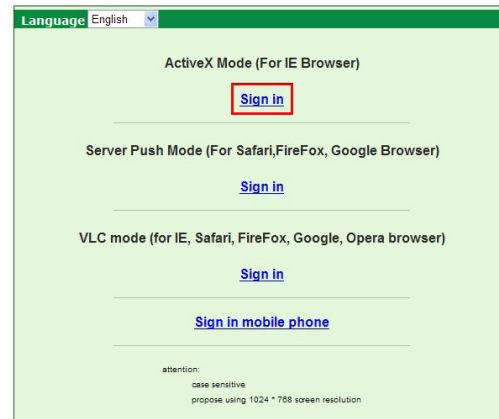 Language English
ActiveX Mode (For IE Browser)
Sign in
Server Push Mode (For Safari,FireFox, Google Browser)
Sign in
VLC mode (for IE, Safari, FireFox, Google, Opera browser)
Sign in
Sign in mobile phone
attention:
case sensitive
propose using 1024 * 768 screen resolution